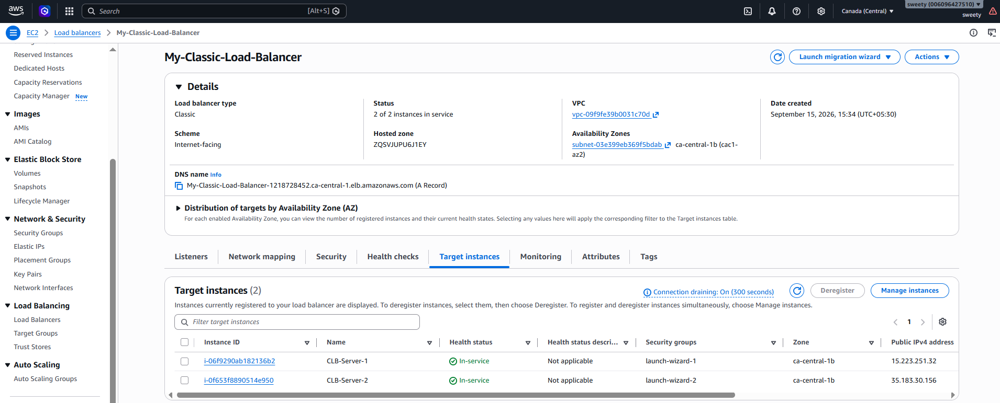 aws
Search [Alt+S]
Canada (Central)
sweety (006096427510)
sweety
EC2 > Load balancers > My-Classic-Load-Balancer
Reserved Instances
Dedicated Hosts
Capacity Reservations
Capacity Manager New
Images
AMIs
AMI Catalog
Elastic Block Store
Volumes
Snapshots
Lifecycle Manager
Network & Security
Security Groups
Elastic IPs
Placement Groups
Key Pairs
Network Interfaces
Load Balancing
Load Balancers
Target Groups
Trust Stores
Auto Scaling
Auto Scaling Groups
My-Classic-Load-Balancer
Launch migration wizard
Actions
Details
Load balancer type
Classic
Status
2 of 2 instances in service
VPC
vpc-09f9fe39b0031c70d
Date created
September 15, 2026, 15:34 (UTC+05:30)
Scheme
Internet-facing
Hosted zone
ZQSVJUPU6J1EY
Availability Zones
subnet-03e399eb369f5bdab ca-central-1b (cac1-
az2)
DNS name Info
My-Classic-Load-Balancer-1218728452.ca-central-1.elb.amazonaws.com (A Record)
Distribution of targets by Availability Zone (AZ)
For each enabled Availability Zone, you can view the number of registered instances and their current health states. Selecting any values here will apply the corresponding filter to the Target instances table.
Listeners Network mapping Security Health checks Target instances Monitoring Attributes Tags
Target instances (2)
Connection draining: On (300 seconds)
Deregister
Manage instances
Instances currently registered to your load balancer are displayed. To deregister instances, select them, then choose Deregister. To register and deregister instances simultaneously, choose Manage instances.
Filter target instances
1
Instance ID Name Health status Health status descri... Security groups Zone Public IPv4 address
i-06f9290ab182136b2 CLB-Server-1 In-service Not applicable launch-wizard-1 ca-central-1b 15.223.251.32
i-0f653f8890514e950 CLB-Server-2 In-service Not applicable launch-wizard-2 ca-central-1b 35.183.30.156